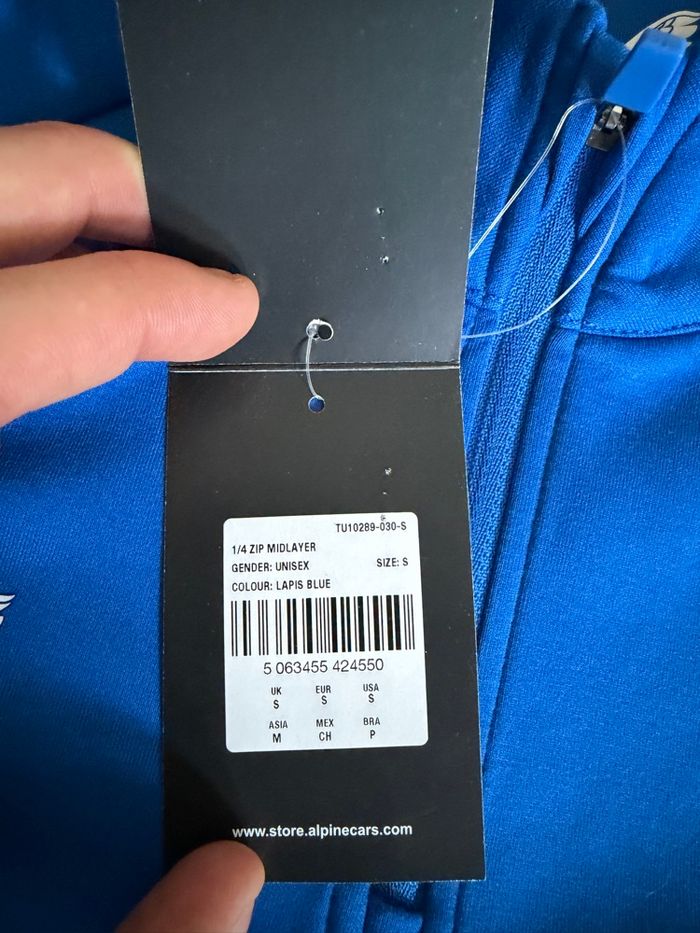 TU10289-030-S
1/4 ZIP MIDLAYER
GENDER: UNISEX SIZE: S
COLOUR: LAPIS BLUE
5 063455 424550
UK EUR USA
S S S
ASIA MEX BRA
M CH P
www.store.alpinecars.com